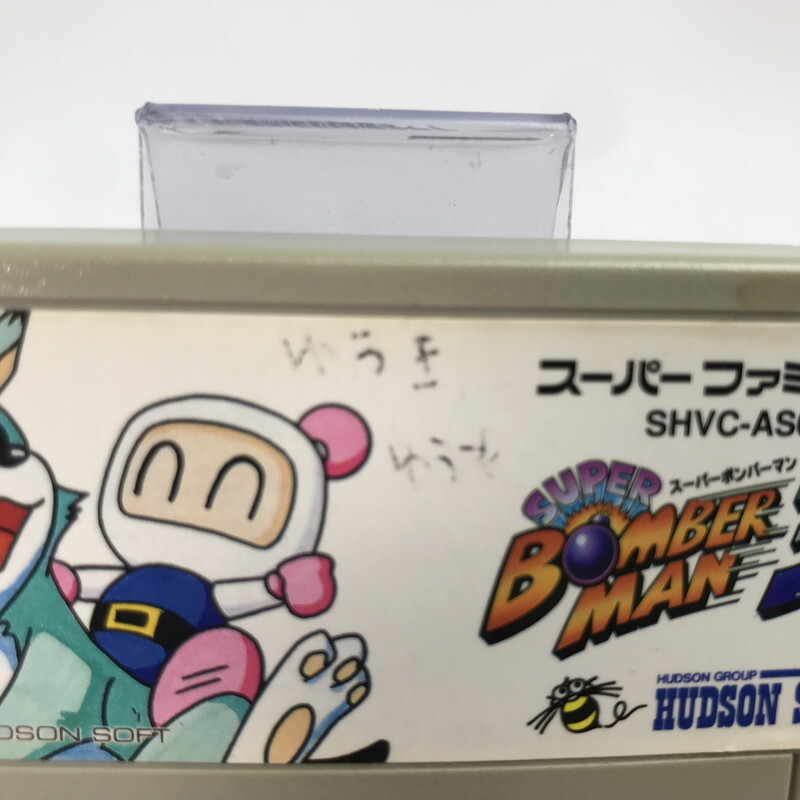 ゆうき
ゆうき
スーパーファミ
SHVC-AS
スーパーボンバーマン
SUPER
BOMBER
MAN
HUDSON GROUP
HUDSON S
DSON SOFT